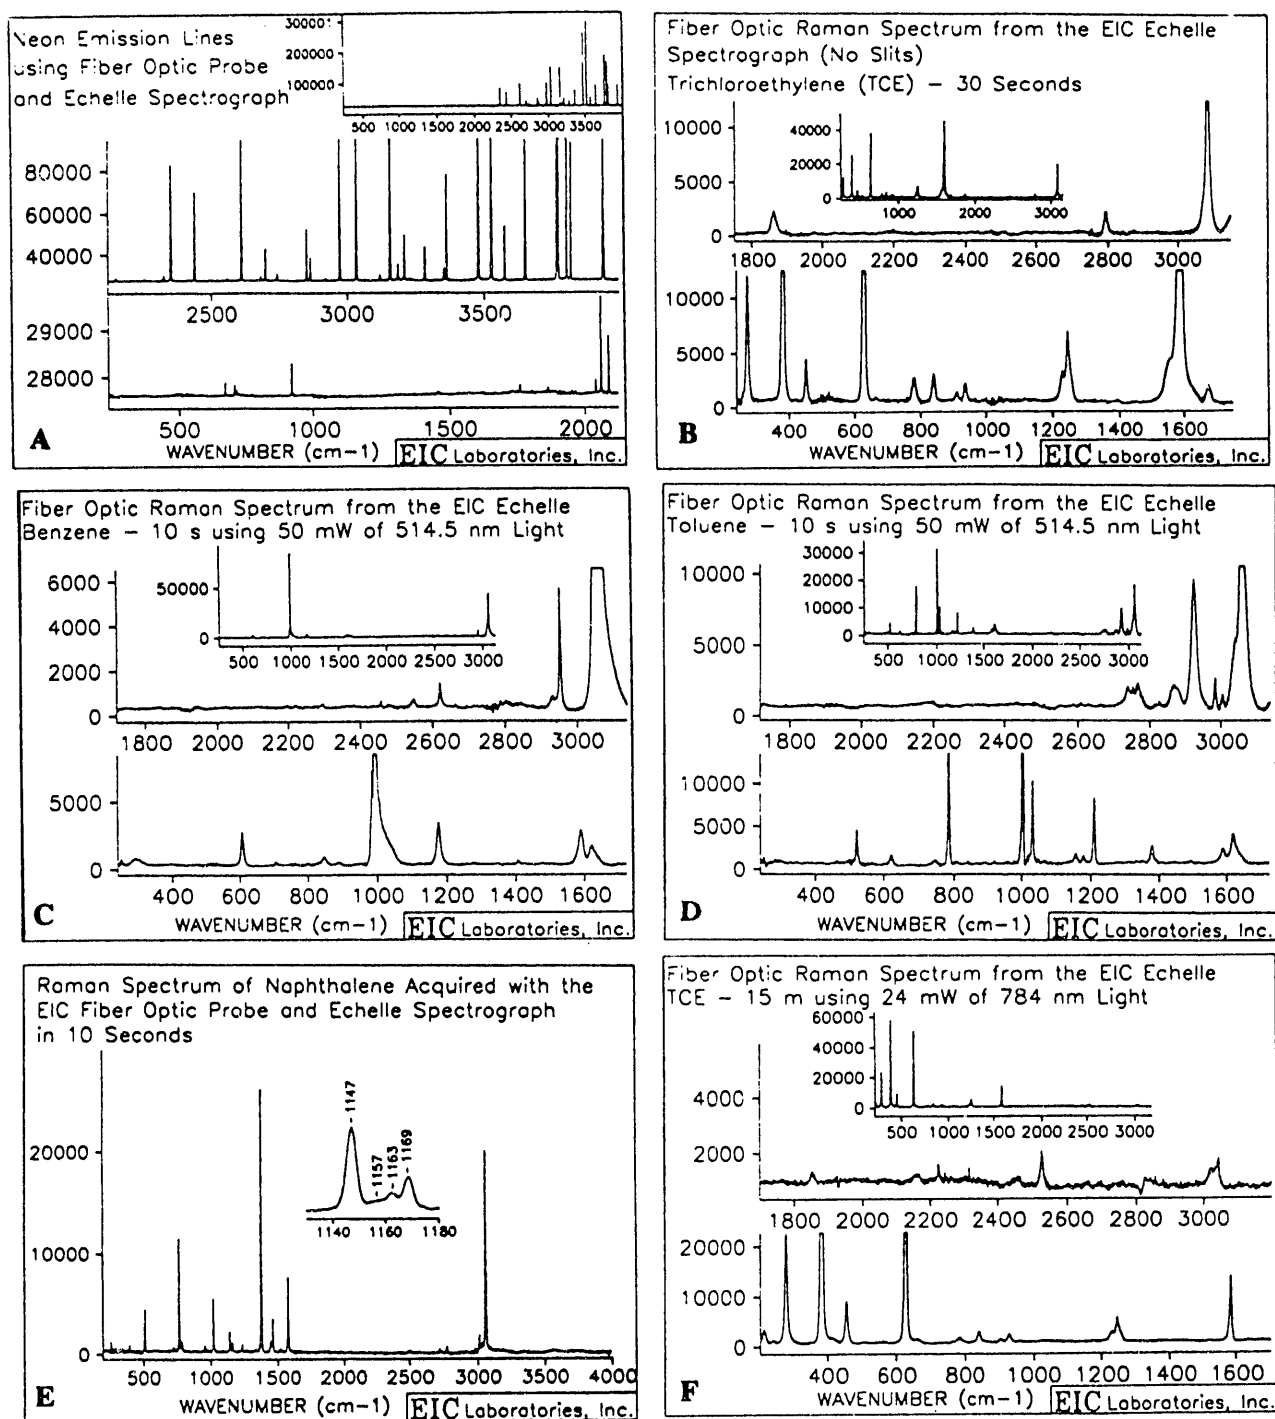 Neon Emission Lines
using Fiber Optic Probe
and Echelle Spectrograph
300001
200000
100000
500 1000 1500 2000 2500 3000 3500
80000
60000
40000
2500 3000 3500
29000
28000
500 1000 1500 2000
A
WAVENUMBER (cm-1)
EIC Laboratories, Inc.
Fiber Optic Raman Spectrum from the EIC Echelle
Spectrograph (No Slits)
Trichloroethylene (TCE) - 30 Seconds
10000
5000
0
40000
20000
0
1000 2000 3000
1800 2000 2200 2400 2600 2800 3000
10000
5000
0
400 600 800 1000 1200 1400 1600
B
WAVENUMBER (cm-1)
EIC Laboratories, Inc.
Fiber Optic Raman Spectrum from the EIC Echelle
Benzene - 10 s using 50 mW of 514.5 nm Light
6000
4000
2000
0
50000
0
500 1000 1500 2000 2500 3000
1800 2000 2200 2400 2600 2800 3000
5000
0
400 600 800 1000 1200 1400 1600
C
WAVENUMBER (cm-1)
EIC Laboratories, Inc.
Fiber Optic Raman Spectrum from the EIC Echelle
Toluene - 10 s using 50 mW of 514.5 nm Light
10000
5000
0
30000
20000
10000
0
500 1000 1500 2000 2500 3000
1800 2000 2200 2400 2600 2800 3000
10000
5000
0
400 600 800 1000 1200 1400 1600
D
WAVENUMBER (cm-1)
EIC Laboratories, Inc.
Raman Spectrum of Naphthalene Acquired with the
EIC Fiber Optic Probe and Echelle Spectrograph
in 10 Seconds
20000
10000
0
1147
1157
1163
1169
1140 1160 1180
500 1000 1500 2000 2500 3000 3500 4000
E
WAVENUMBER (cm-1)
EIC Laboratories, Inc.
Fiber Optic Raman Spectrum from the EIC Echelle
TCE - 15 m using 24 mW of 784 nm Light
60000
40000
20000
0
500 1000 1500 2000 2500 3000
4000
2000
1800 2000 2200 2400 2600 2800 3000
20000
10000
0
400 600 800 1000 1200 1400 1600
F
WAVENUMBER (cm-1)
EIC Laboratories, Inc.